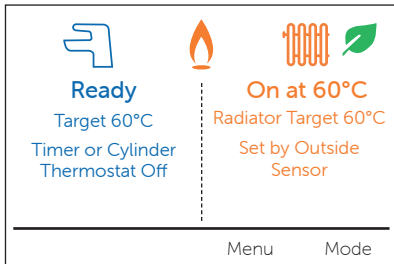 Ready
Target 60°C
Timer or Cylinder
Thermostat Off
On at 60°C
Radiator Target 60°C
Set by Outside
Sensor
Menu
Mode